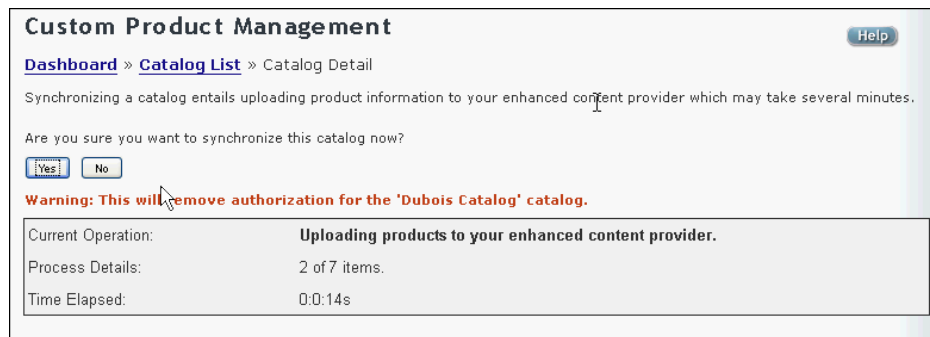 Custom Product Management
Help
Dashboard » Catalog List » Catalog Detail
Synchronizing a catalog entails uploading product information to your enhanced content provider which may take several minutes.
Are you sure you want to synchronize this catalog now?
Yes No
Warning: This will remove authorization for the 'Dubois Catalog' catalog.
Current Operation: Uploading products to your enhanced content provider.
Process Details: 2 of 7 items.
Time Elapsed: 0:0:14s